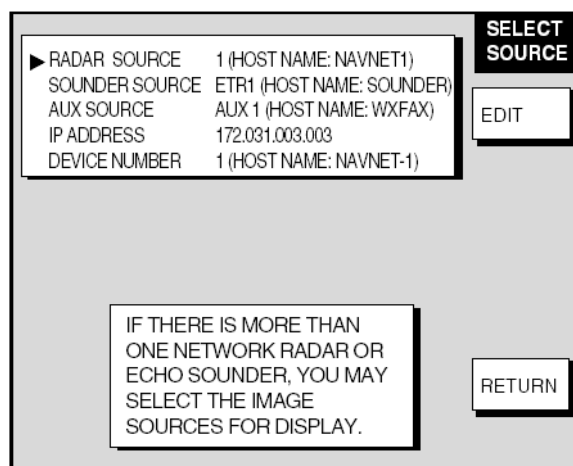 SELECT
SOURCE
▶ RADAR SOURCE 1 (HOST NAME: NAVNET1)
SOUNDER SOURCE ETR1 (HOST NAME: SOUNDER)
AUX SOURCE AUX 1 (HOST NAME: WXFAX)
IP ADDRESS 172.031.003.003
DEVICE NUMBER 1 (HOST NAME: NAVNET-1)
EDIT
IF THERE IS MORE THAN
ONE NETWORK RADAR OR
ECHO SOUNDER, YOU MAY
SELECT THE IMAGE
SOURCES FOR DISPLAY.
RETURN